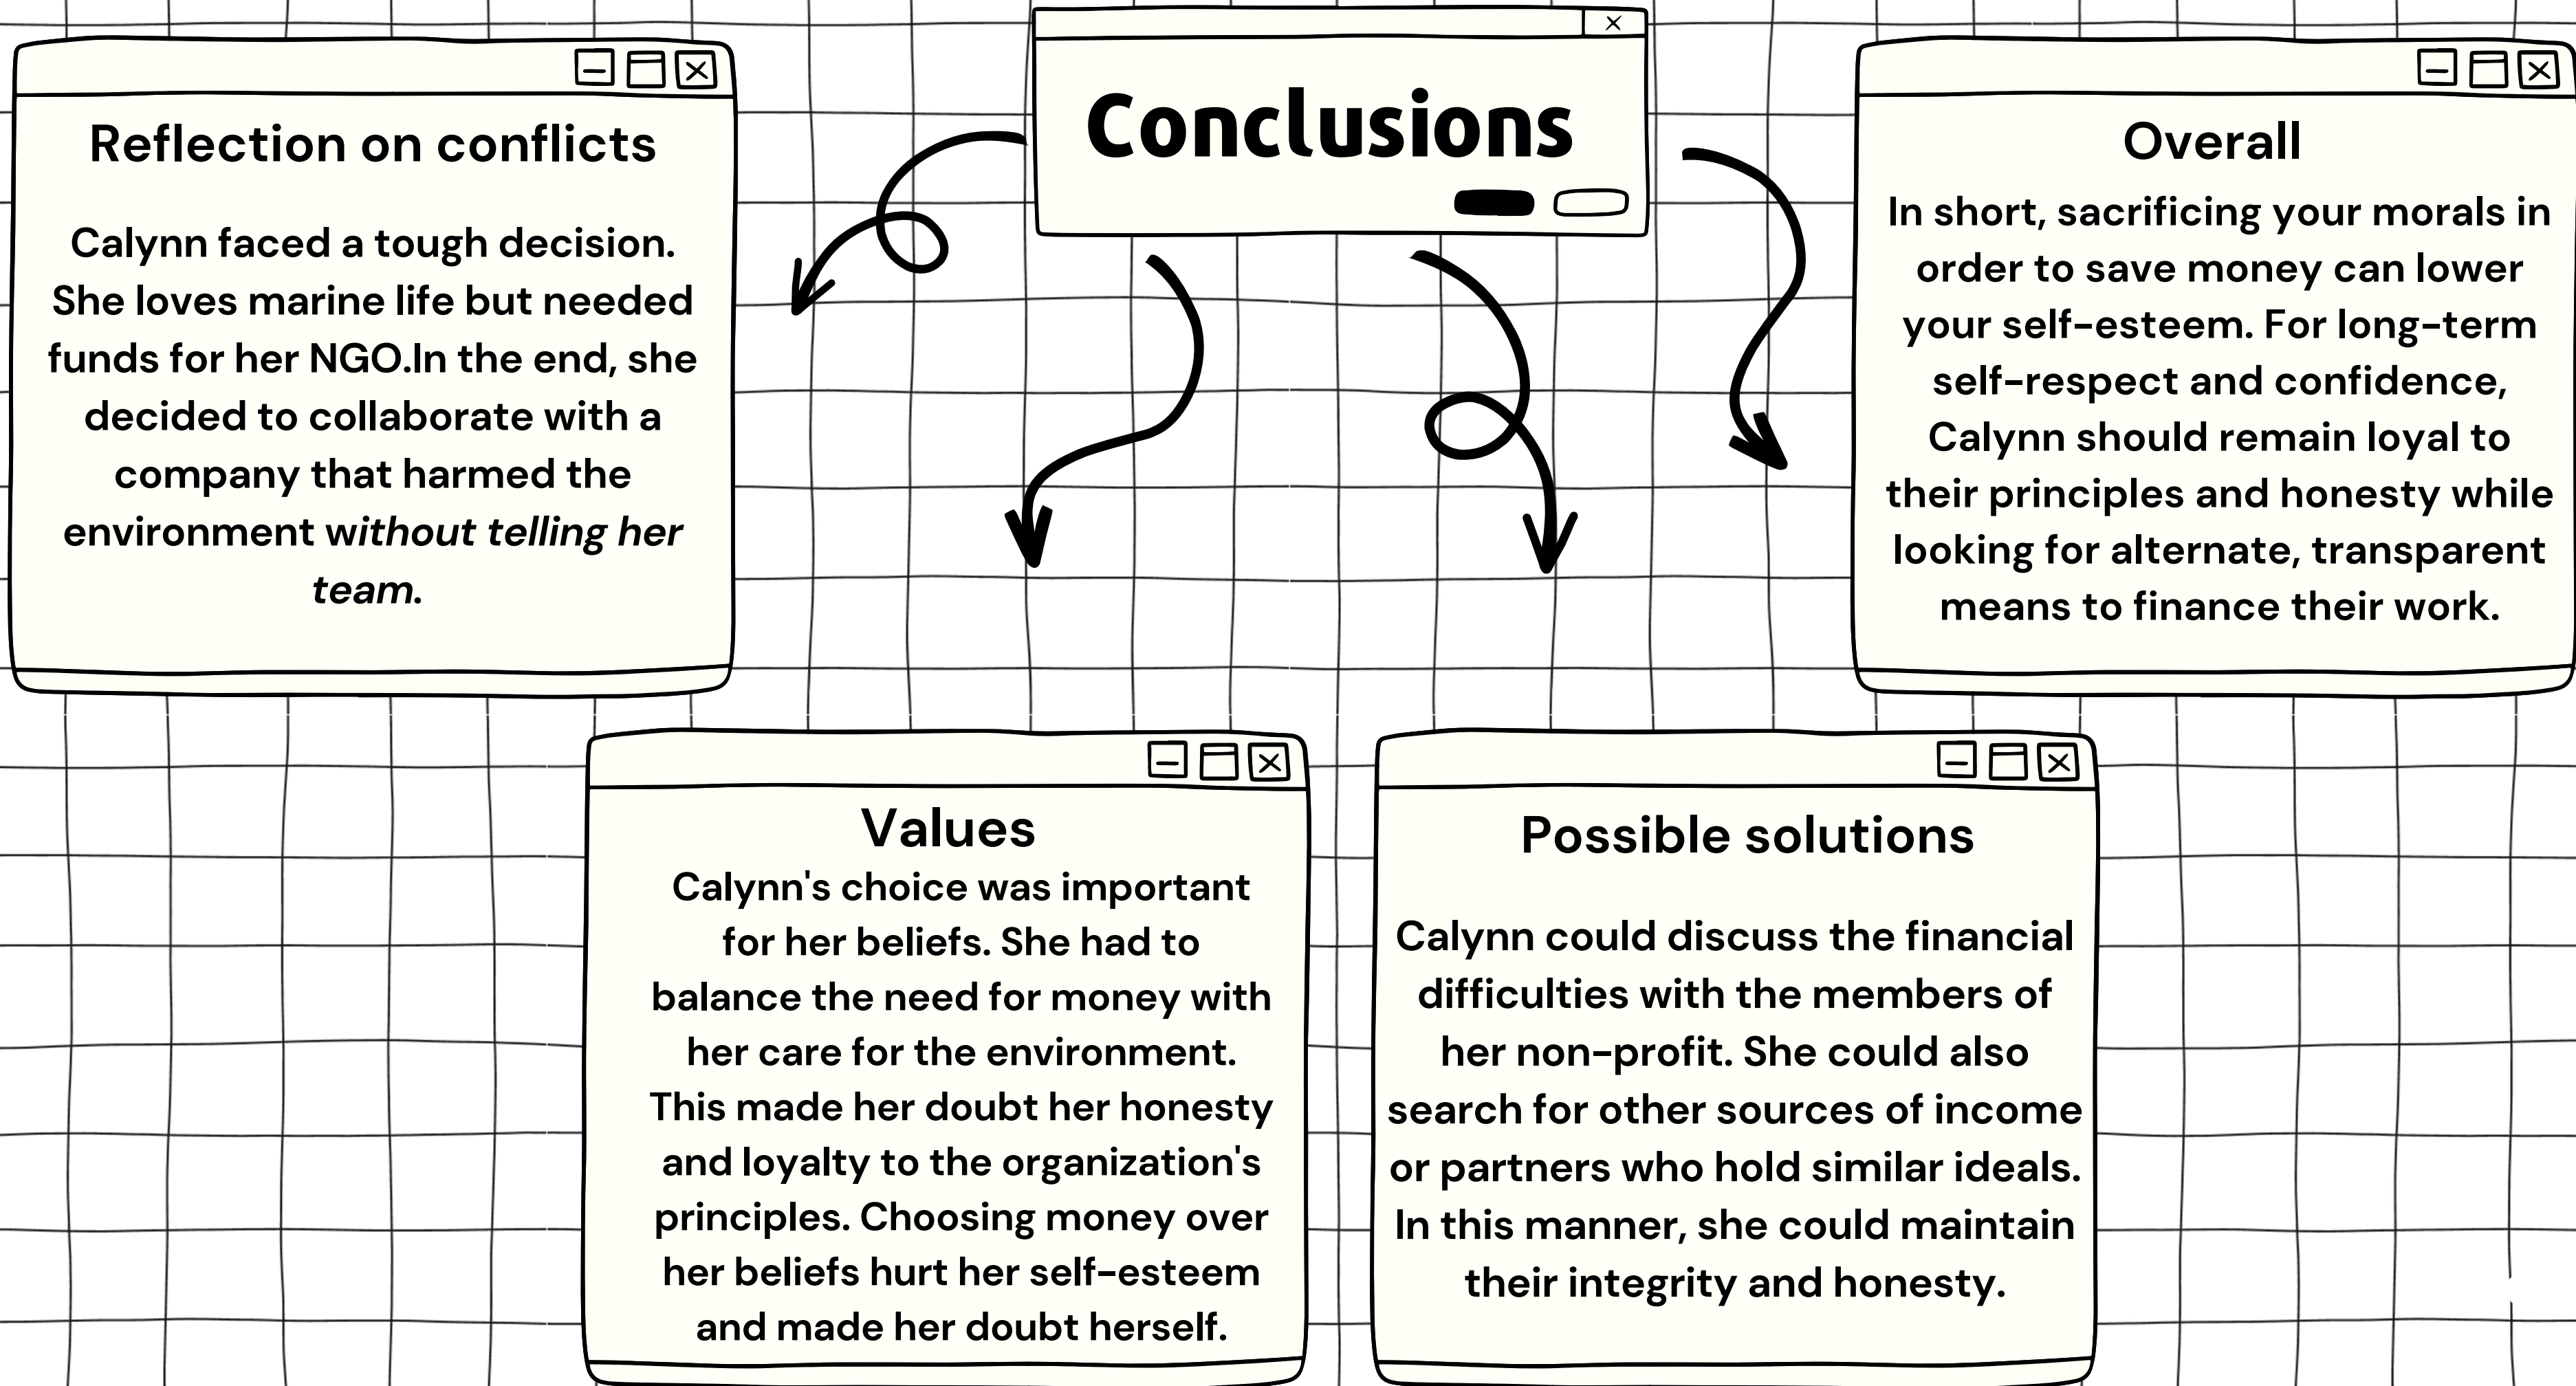 Conclusions
Reflection on conflicts
Calynn faced a tough decision.
She loves marine life but needed
funds for her NGO.In the end, she
decided to collaborate with a
company that harmed the
environment without telling her
team.
Values
Calynn's choice was important
for her beliefs. She had to
balance the need for money with
her care for the environment.
This made her doubt her honesty
and loyalty to the organization's
principles. Choosing money over
her beliefs hurt her self-esteem
and made her doubt herself.
Possible solutions
Calynn could discuss the financial
difficulties with the members of
her non-profit. She could also
search for other sources of income
or partners who hold similar ideals.
In this manner, she could maintain
their integrity and honesty.
Overall
In short, sacrificing your morals in
order to save money can lower
your self-esteem. For long-term
self-respect and confidence,
Calynn should remain loyal to
their principles and honesty while
looking for alternate, transparent
means to finance their work.